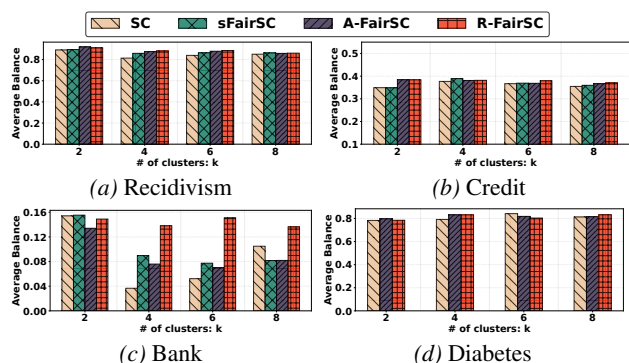 SC sFairSC A-FairSC R-FairSC
Average Balance
0.8
0.6
0.4
0.2
0.0
2 4 6 8
# of clusters: k
(a) Recidivism
Average Balance
0.5
0.4
0.3
0.2
0.1
2 4 6 8
# of clusters: k
(b) Credit
Average Balance
0.16
0.12
0.08
0.04
0.00
2 4 6 8
# of clusters: k
(c) Bank
Average Balance
0.8
0.6
0.4
0.2
0.0
2 4 6 8
# of clusters: k
(d) Diabetes